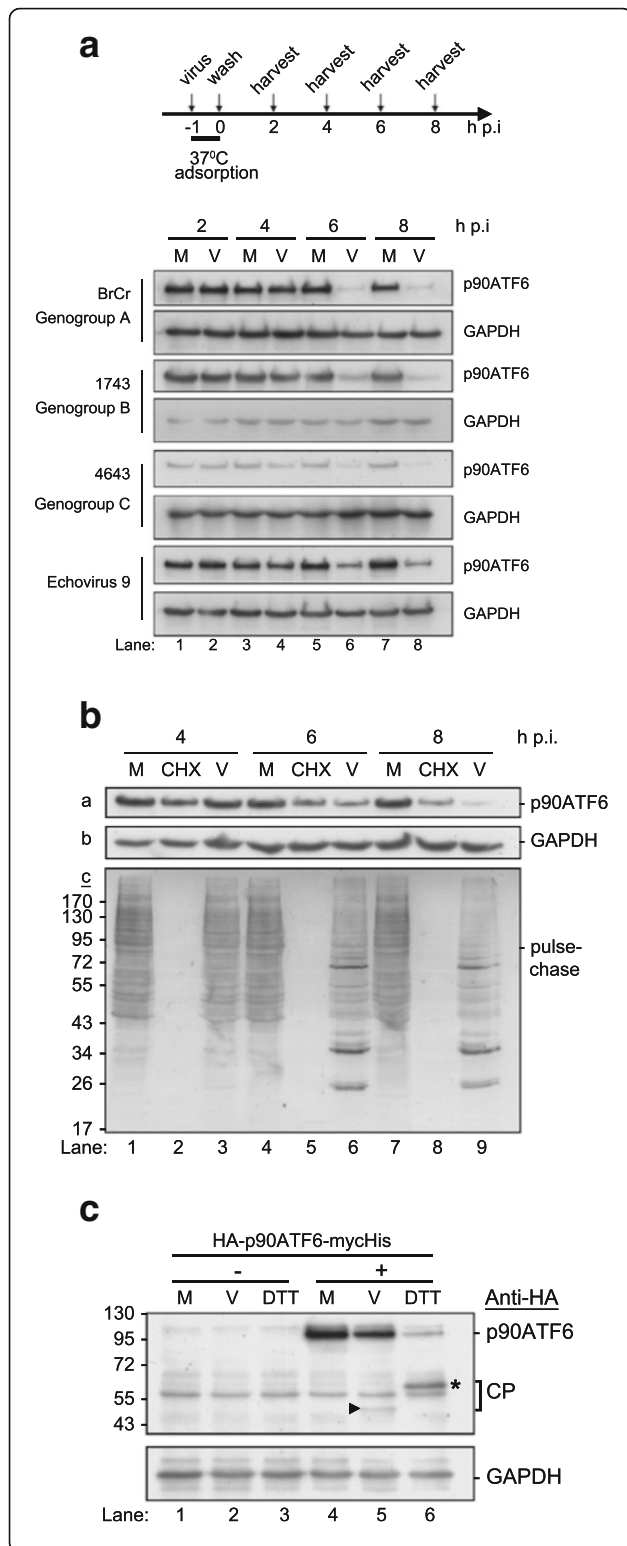 a
virus wash harvest harvest harvest harvest
-1 0 2 4 6 8 h p.i
37⁰C
adsorption
2 4 6 8 h p.i
M V M V M V M V
BrCr
Genogroup A
p90ATF6
GAPDH
1743
Genogroup B
p90ATF6
GAPDH
4643
Genogroup C
p90ATF6
GAPDH
Echovirus 9
p90ATF6
GAPDH
Lane: 1 2 3 4 5 6 7 8
b
4 6 8 h p.i.
M CHX V M CHX V M CHX V
a p90ATF6
b GAPDH
c
170
130
95
72
55
43
34
26
17
pulse-
chase
Lane: 1 2 3 4 5 6 7 8 9
c
HA-p90ATF6-mycHis
- +
M V DTT M V DTT Anti-HA
130
95
72
55
43
p90ATF6
* CP
GAPDH
Lane: 1 2 3 4 5 6